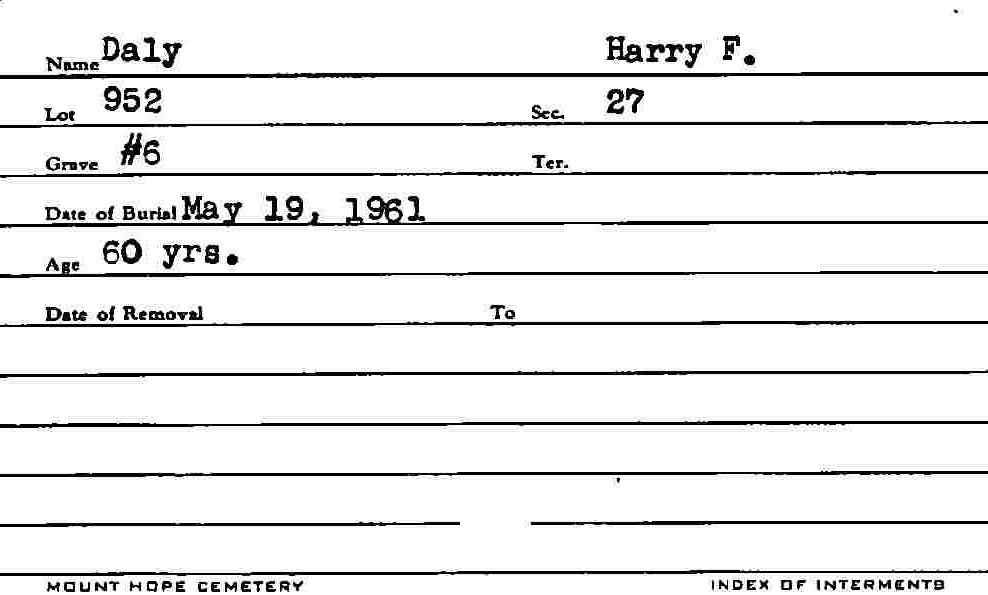 Name Daly Harry F.
Lot 952 Sec. 27
Grave #6 Ter.
Date of Burial May 19, 1961
Age 60 yrs.
Date of Removal To
MOUNT HOPE CEMETERY INDEX OF INTERMENTS